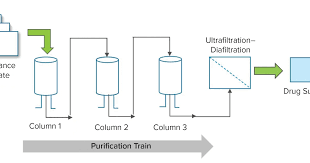 Ultrafiltration–
Diafiltration
ance
ate
Drug Su
Column 1
Column 2
Column 3
Purification Train